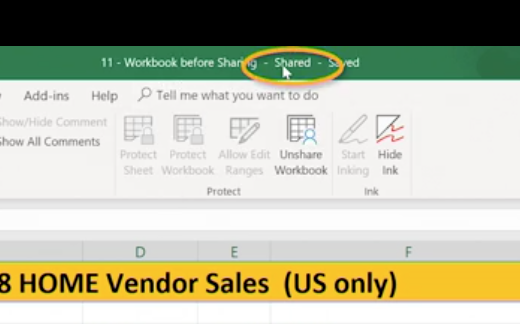 11 - Workbook before Sharing - Shared - Saved
Add-ins Help Tell me what you want to do
Show/Hide Comment
Show All Comments
Protect Sheet Protect Workbook Allow Edit Ranges Unshare Workbook Start Inking Hide Ink
Protect Ink
D E F
8 HOME Vendor Sales (US only)